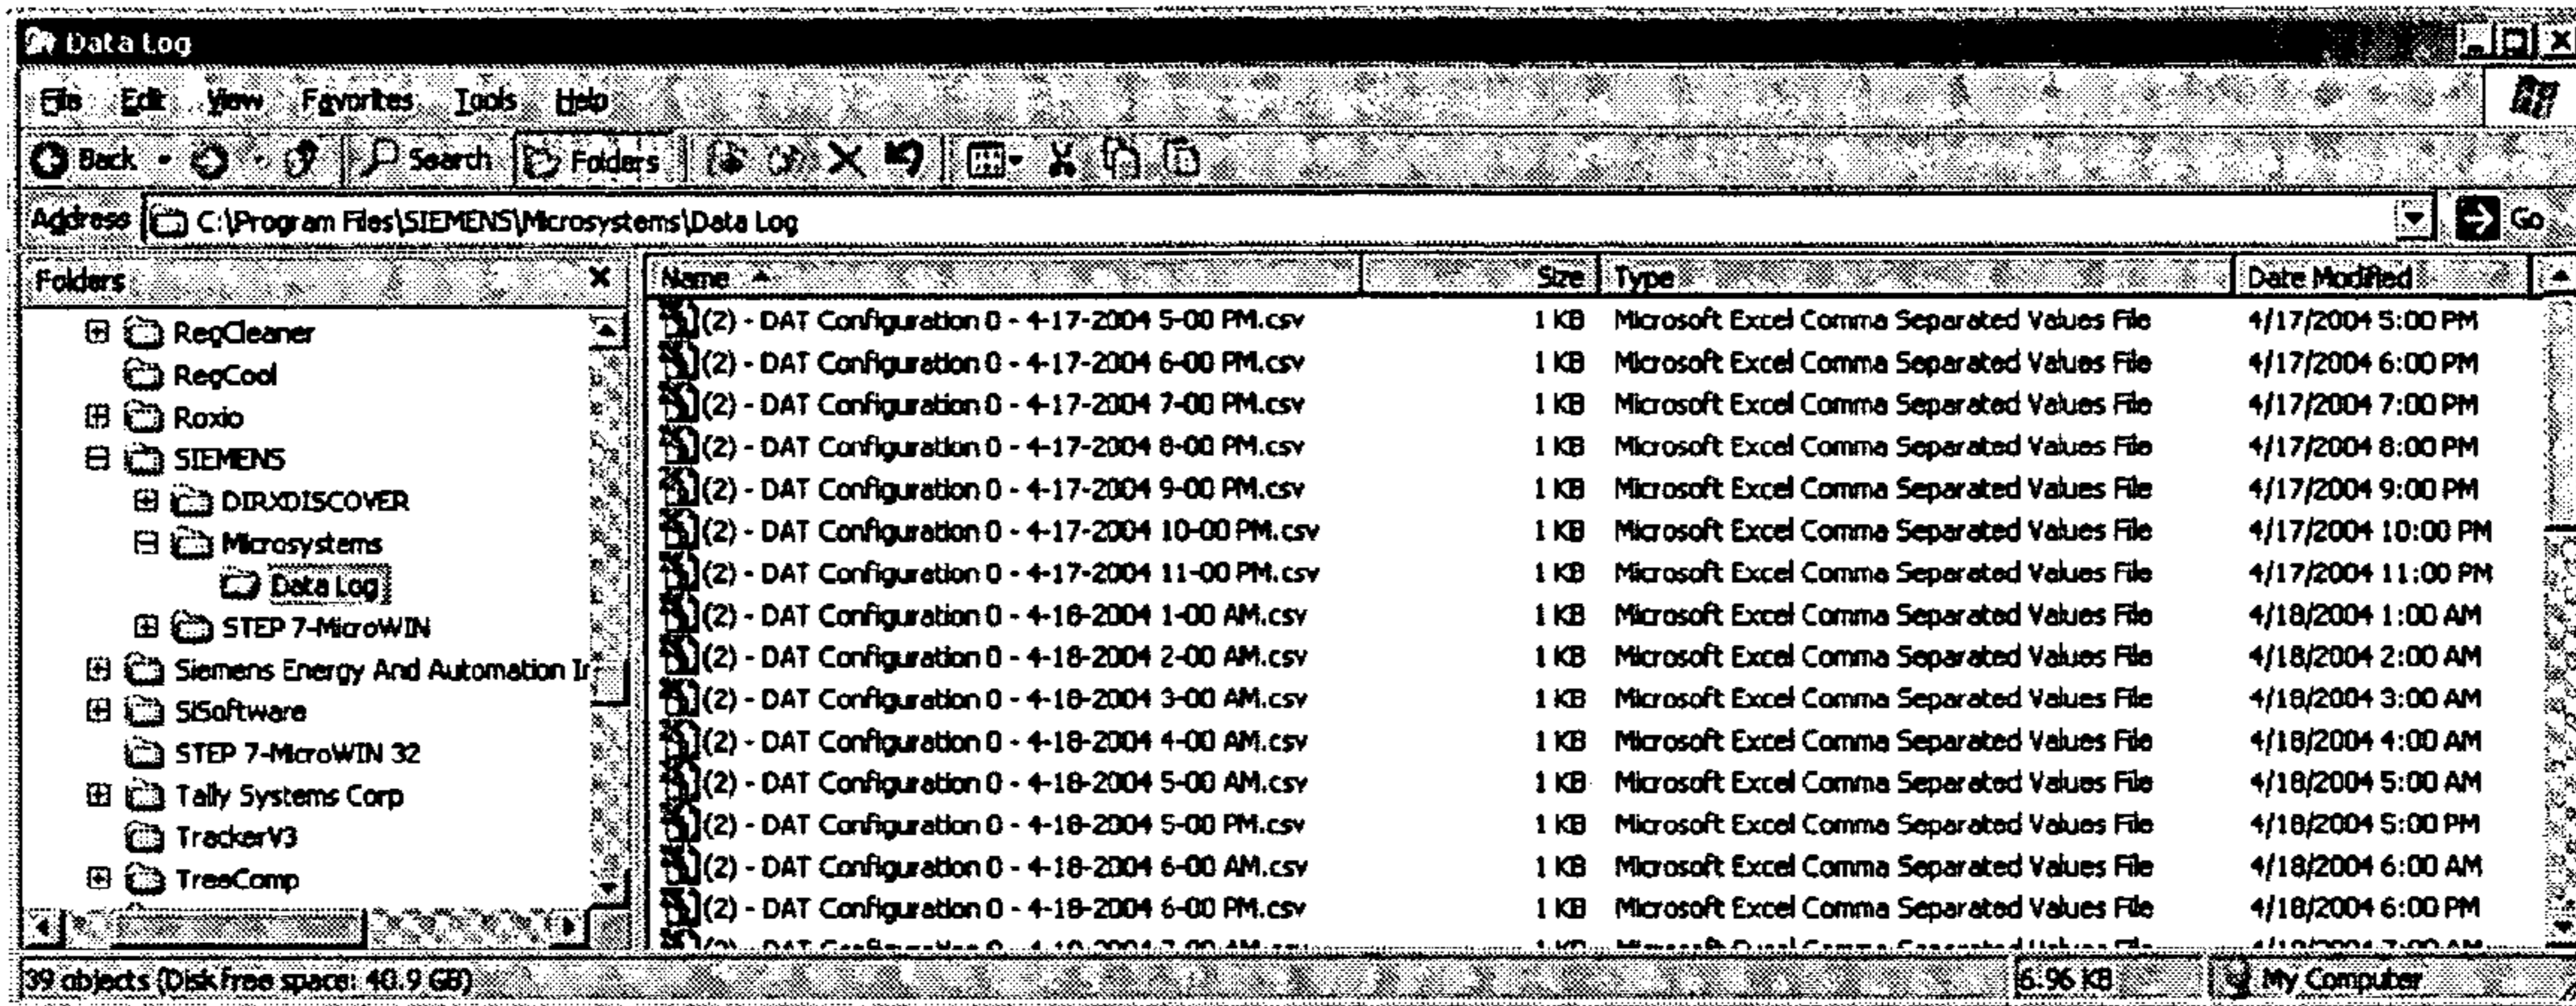 Data Log
File Edit View Favorites Tools Help
Back Search Folders
Address C:\Program Files\SIEMENS\Microsystems\Data Log Go
Folders
RegCleaner
RegCool
Roxio
SIEMENS
DIRXDISCOVER
Microsystems
Data Log
STEP 7-MicroWIN
Siemens Energy And Automation In
SiSoftware
STEP 7-MicroWIN 32
Tally Systems Corp
TrackerV3
TreeComp
Name Size Type Date Modified
(2) - DAT Configuration 0 - 4-17-2004 5-00 PM.csv 1 KB Microsoft Excel Comma Separated Values File 4/17/2004 5:00 PM
(2) - DAT Configuration 0 - 4-17-2004 6-00 PM.csv 1 KB Microsoft Excel Comma Separated Values File 4/17/2004 6:00 PM
(2) - DAT Configuration 0 - 4-17-2004 7-00 PM.csv 1 KB Microsoft Excel Comma Separated Values File 4/17/2004 7:00 PM
(2) - DAT Configuration 0 - 4-17-2004 8-00 PM.csv 1 KB Microsoft Excel Comma Separated Values File 4/17/2004 8:00 PM
(2) - DAT Configuration 0 - 4-17-2004 9-00 PM.csv 1 KB Microsoft Excel Comma Separated Values File 4/17/2004 9:00 PM
(2) - DAT Configuration 0 - 4-17-2004 10-00 PM.csv 1 KB Microsoft Excel Comma Separated Values File 4/17/2004 10:00 PM
(2) - DAT Configuration 0 - 4-17-2004 11-00 PM.csv 1 KB Microsoft Excel Comma Separated Values File 4/17/2004 11:00 PM
(2) - DAT Configuration 0 - 4-18-2004 1-00 AM.csv 1 KB Microsoft Excel Comma Separated Values File 4/18/2004 1:00 AM
(2) - DAT Configuration 0 - 4-18-2004 2-00 AM.csv 1 KB Microsoft Excel Comma Separated Values File 4/18/2004 2:00 AM
(2) - DAT Configuration 0 - 4-18-2004 3-00 AM.csv 1 KB Microsoft Excel Comma Separated Values File 4/18/2004 3:00 AM
(2) - DAT Configuration 0 - 4-18-2004 4-00 AM.csv 1 KB Microsoft Excel Comma Separated Values File 4/18/2004 4:00 AM
(2) - DAT Configuration 0 - 4-18-2004 5-00 AM.csv 1 KB Microsoft Excel Comma Separated Values File 4/18/2004 5:00 AM
(2) - DAT Configuration 0 - 4-18-2004 5-00 PM.csv 1 KB Microsoft Excel Comma Separated Values File 4/18/2004 5:00 PM
(2) - DAT Configuration 0 - 4-18-2004 6-00 AM.csv 1 KB Microsoft Excel Comma Separated Values File 4/18/2004 6:00 AM
(2) - DAT Configuration 0 - 4-18-2004 6-00 PM.csv 1 KB Microsoft Excel Comma Separated Values File 4/18/2004 6:00 PM
39 objects (Disk free space: 40.9 GB) 6.96 KB My Computer